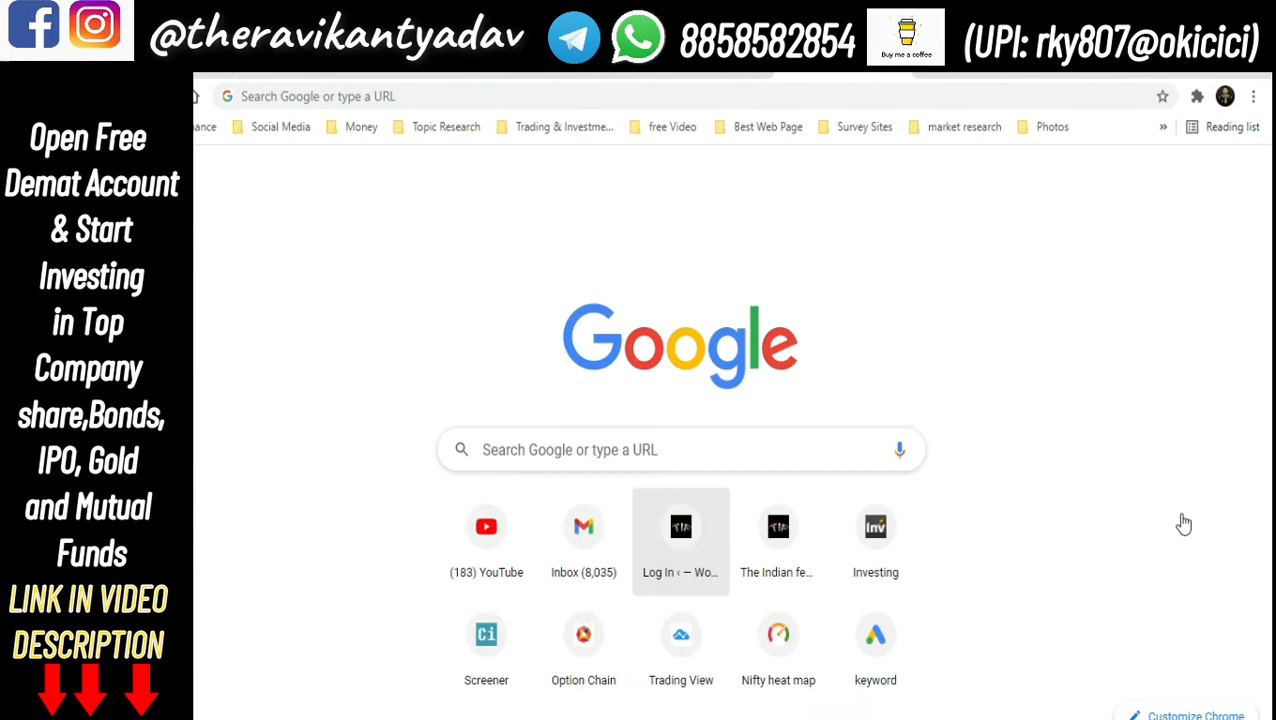 @theravikantyadav
8858582854
Buy me a coffee
(UPI: rky807@okicici)
Open Free
Demat Account
& Start
Investing
in Top
Company
share,Bonds,
IPO, Gold
and Mutual
Funds
LINK IN VIDEO
DESCRIPTION
Search Google or type a URL
ance
Social Media
Money
Topic Research
Trading & Investme...
free Video
Best Web Page
Survey Sites
market research
Photos
»
Reading list
Google
Search Google or type a URL
TIA
TIA
Inv
(183) YouTube
Inbox (8,035)
Log In ‹ — Wo...
The Indian fe...
Investing
Ci
Screener
Option Chain
Trading View
Nifty heat map
keyword
Customize Chrome